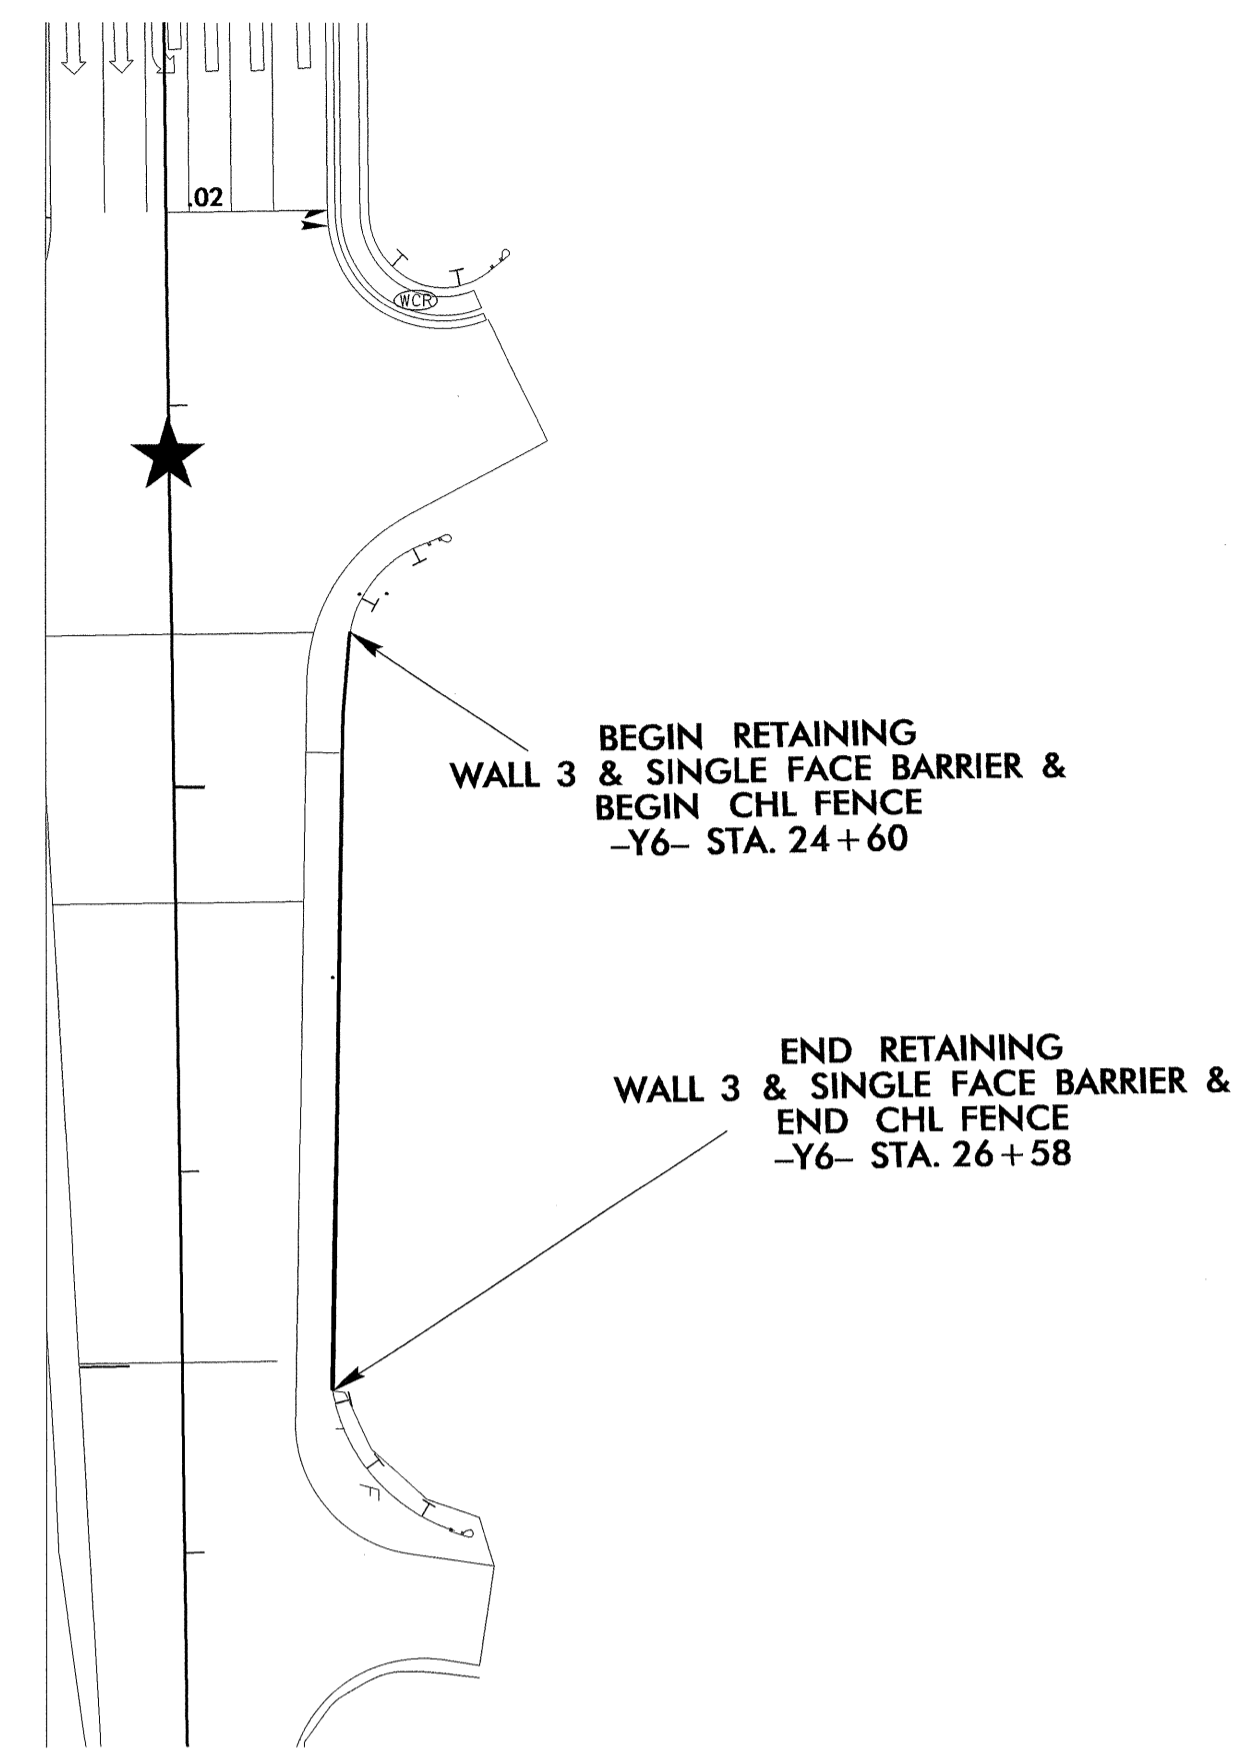 .02
WCR
BEGIN RETAINING
WALL 3 & SINGLE FACE BARRIER &
BEGIN CHL FENCE
–Y6– STA. 24+60
END RETAINING
WALL 3 & SINGLE FACE BARRIER &
END CHL FENCE
–Y6– STA. 26+58
F